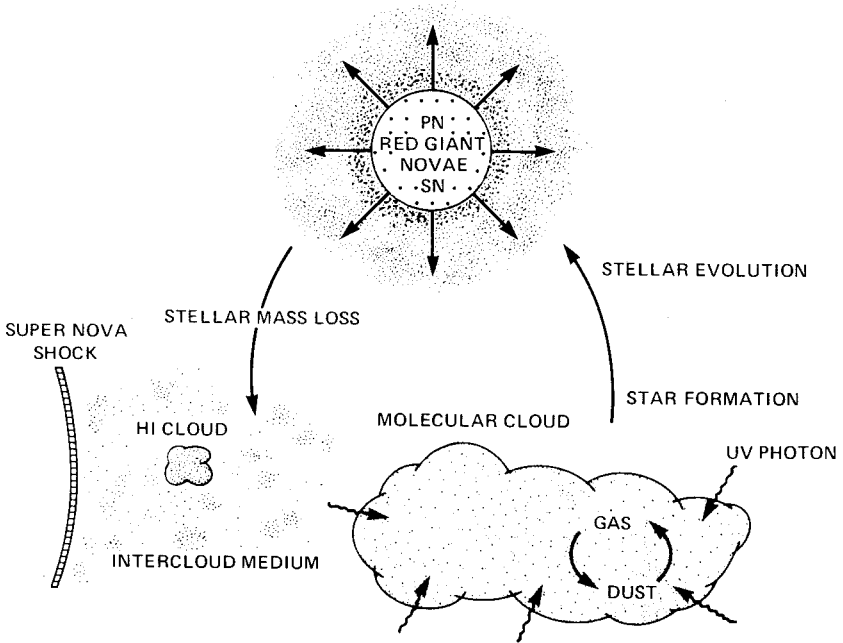 PN
RED GIANT
NOVAE
SN
STELLAR EVOLUTION
STELLAR MASS LOSS
SUPER NOVA
SHOCK
STAR FORMATION
MOLECULAR CLOUD
HI CLOUD
UV PHOTON
GAS
INTERCLOUD MEDIUM
DUST